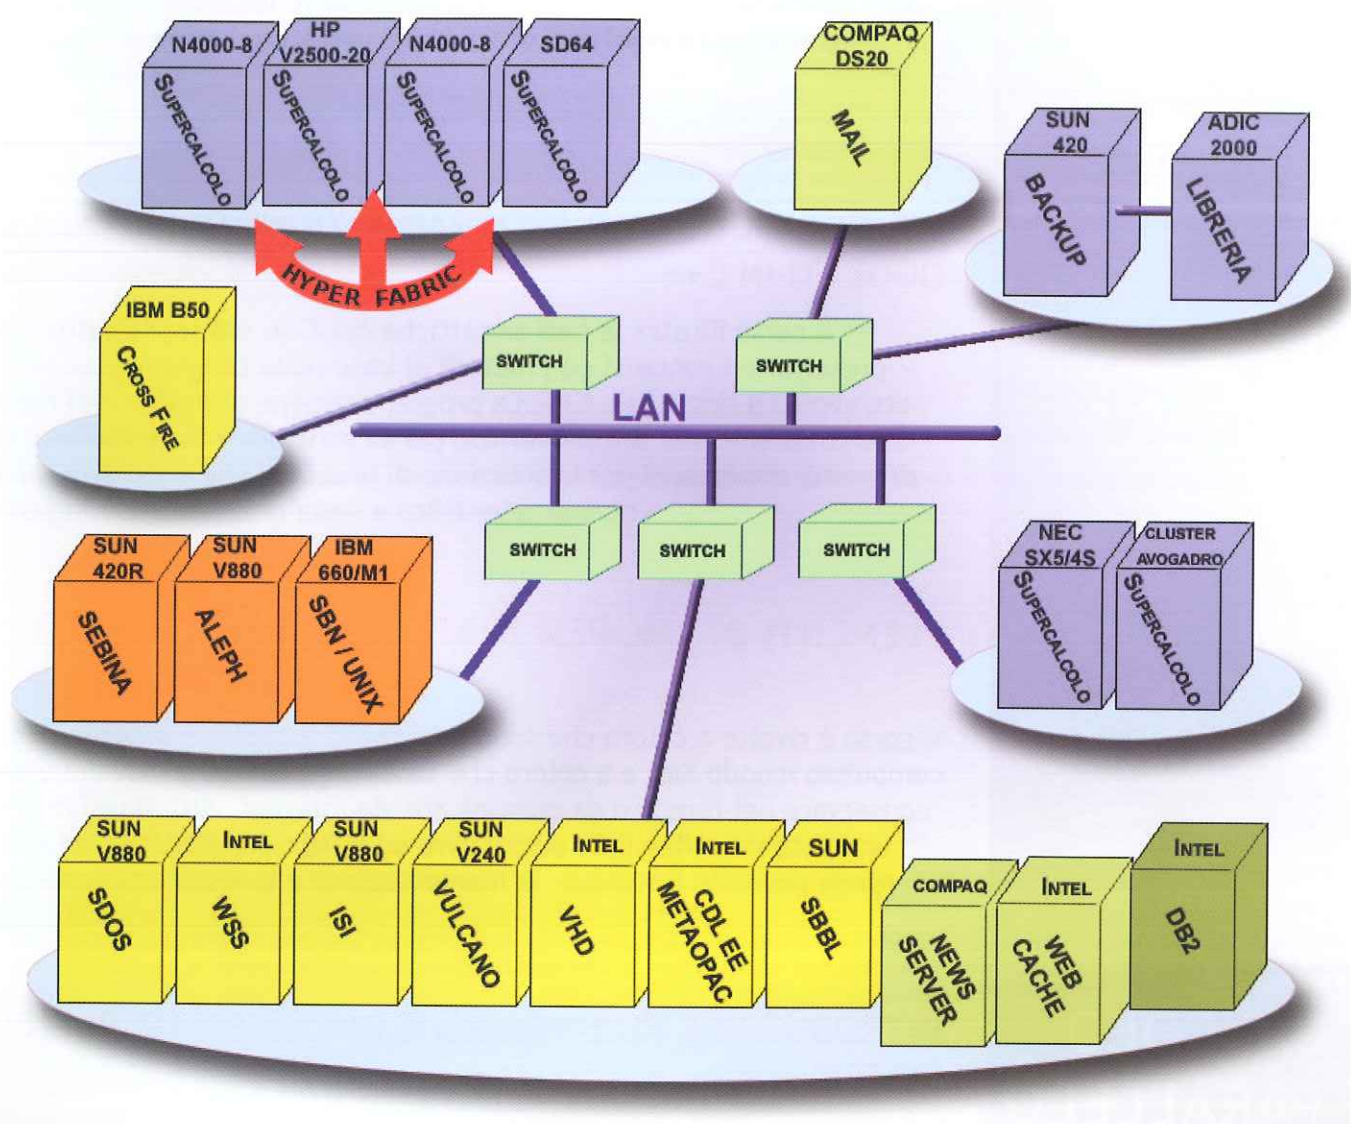 N4000-8
SUPERCALCOLO
HP
V2500-20
SUPERCALCOLO
N4000-8
SUPERCALCOLO
SD64
SUPERCALCOLO
HYPER FABRIC
COMPAQ
DS20
MAIL
SUN
420
BACKUP
ADIC
2000
LIBRERIA
IBM B50
CROSS FIRE
SWITCH
SWITCH
LAN
SWITCH
SWITCH
SWITCH
SUN
420R
SEBINA
SUN
V880
ALEPH
IBM
660/M1
SBN / UNIX
NEC
SX5/4S
SUPERCALCOLO
CLUSTER
AVOGADRO
SUPERCALCOLO
SUN
V880
SDOS
INTEL
WSS
SUN
V880
ISI
SUN
V240
VULCANO
INTEL
VHD
INTEL
CDL EE
METAOPAC
SUN
SBBL
COMPAQ
NEWS
SERVER
INTEL
WEB
CACHE
INTEL
DB2